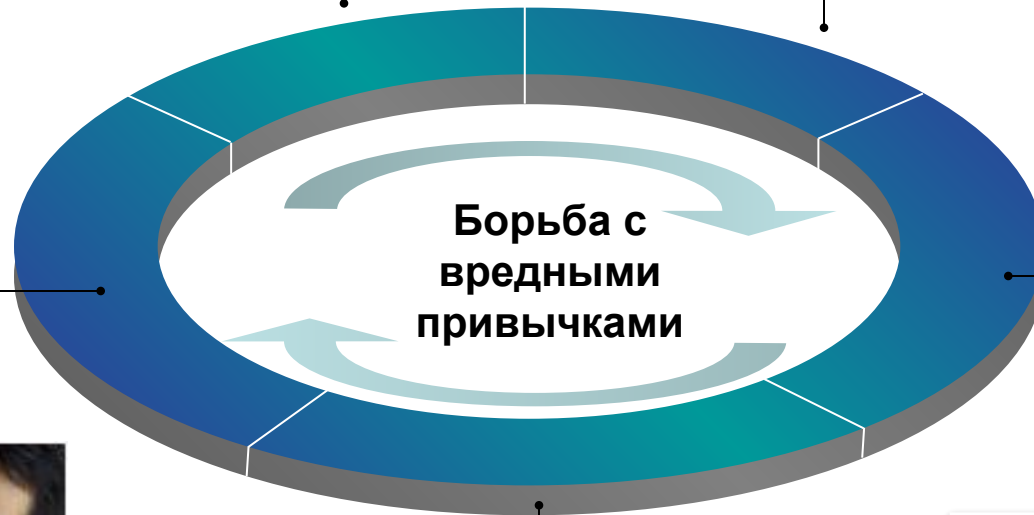 Борьба с
вредными
привычками